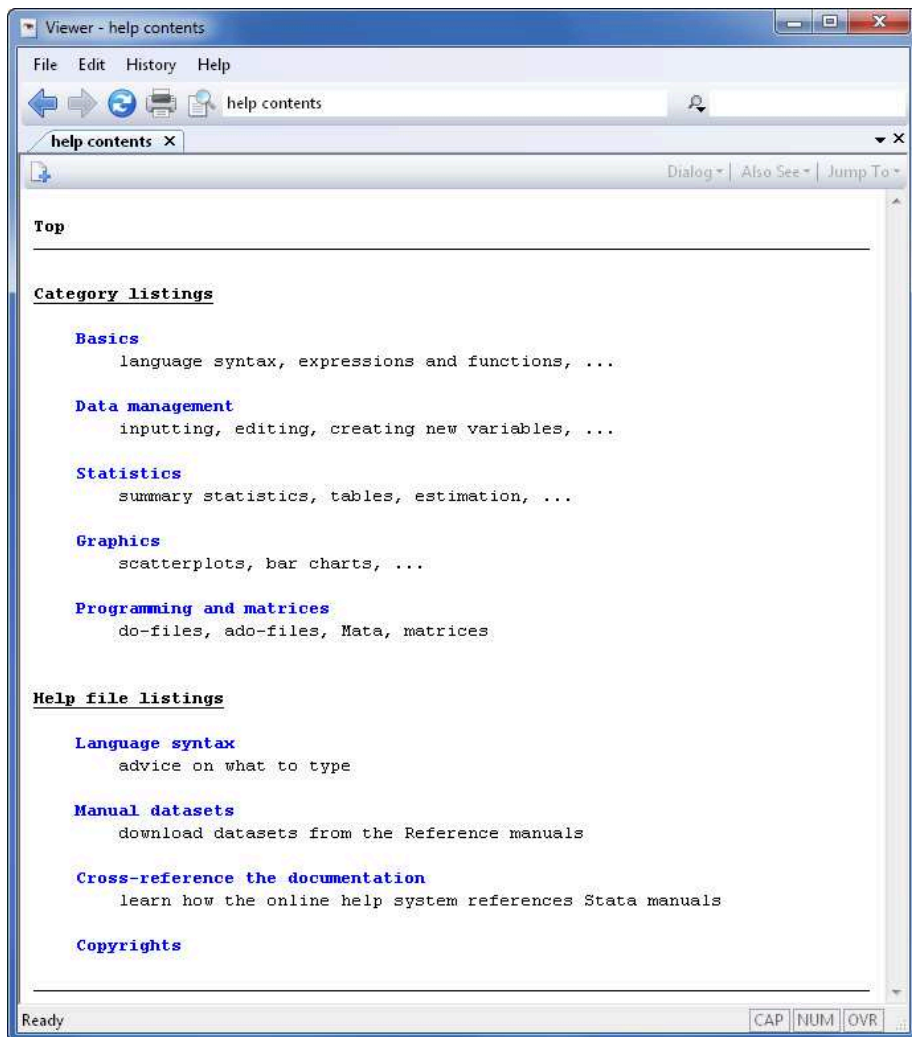 Viewer - help contents
File Edit History Help
help contents
help contents
Dialog Also See Jump To
Top
Category listings
Basics
language syntax, expressions and functions, ...
Data management
inputting, editing, creating new variables, ...
Statistics
summary statistics, tables, estimation, ...
Graphics
scatterplots, bar charts, ...
Programming and matrices
do-files, ado-files, Mata, matrices
Help file listings
Language syntax
advice on what to type
Manual datasets
download datasets from the Reference manuals
Cross-reference the documentation
learn how the online help system references Stata manuals
Copyrights
Ready CAP NUM OVR